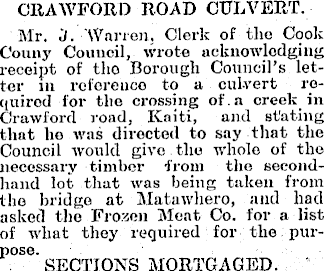 CRAWFORD ROAD CULVERT.
Mr. J. Warren, Clerk of the Cook
Couny Council, wrote acknowledging
receipt of the Borough Council's let-
ter in reference to a culvert re-
quired for the crossing of a creek in
Crawford road, Kaiti, and stating
that he was directed to say that the
Council would give the whole of the
necessary timber from the second-
hand lot that was being taken from
the bridge at Matawhero, and had
asked the Frozen Meat Co. for a list
of what they required for the pur-
pose.
SECTIONS MORTGAGED.